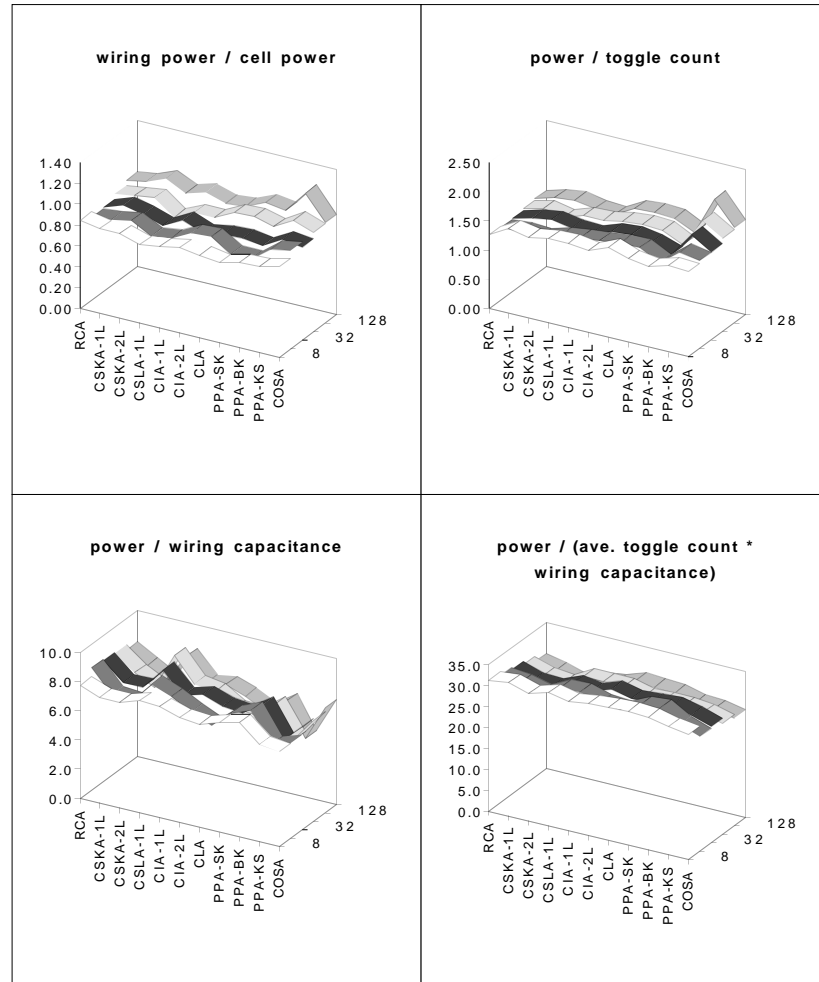 wiring power / cell power
1.40
1.20
1.00
0.80
0.60
0.40
0.20
0.00
RCA
CSKA-1L
CSKA-2L
CSLA-1L
CIA-1L
CIA-2L
CLA
PPA-SK
PPA-BK
PPA-KS
COSA
8
32
128
power / toggle count
2.50
2.00
1.50
1.00
0.50
0.00
RCA
CSKA-1L
CSKA-2L
CSLA-1L
CIA-1L
CIA-2L
CLA
PPA-SK
PPA-BK
PPA-KS
COSA
8
32
128
power / wiring capacitance
10.0
8.0
6.0
4.0
2.0
0.0
RCA
CSKA-1L
CSKA-2L
CSLA-1L
CIA-1L
CIA-2L
CLA
PPA-SK
PPA-BK
PPA-KS
COSA
8
32
128
power / (ave. toggle count *
wiring capacitance)
35.0
30.0
25.0
20.0
15.0
10.0
5.0
0.0
RCA
CSKA-1L
CSKA-2L
CSLA-1L
CIA-1L
CIA-2L
CLA
PPA-SK
PPA-BK
PPA-KS
COSA
8
32
128